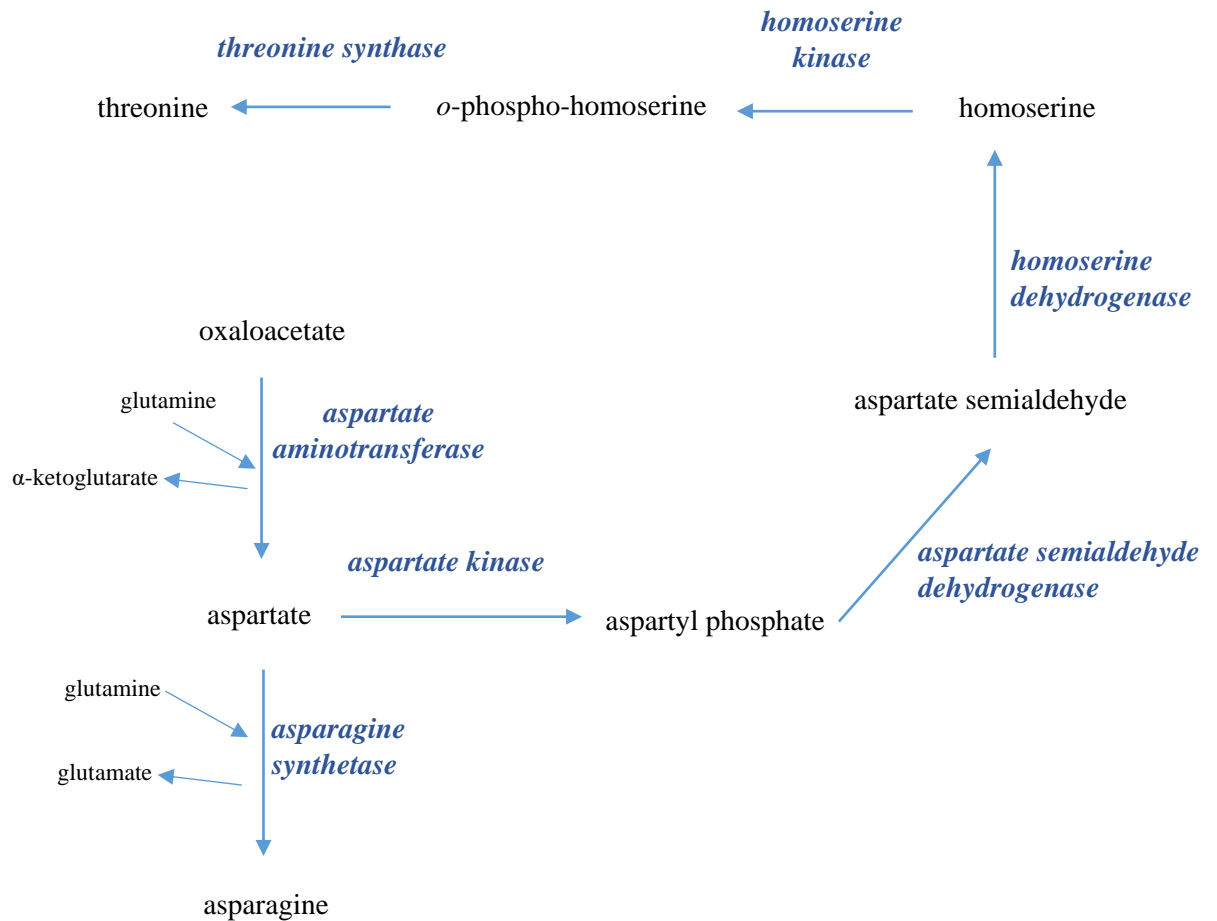 homoserine
kinase
threonine synthase
threonine
o-phospho-homoserine
homoserine
homoserine
dehydrogenase
oxaloacetate
glutamine
aspartate
aminotransferase
α-ketoglutarate
aspartate semialdehyde
aspartate kinase
aspartate semialdehyde
dehydrogenase
aspartate
aspartyl phosphate
glutamine
asparagine
synthetase
glutamate
asparagine